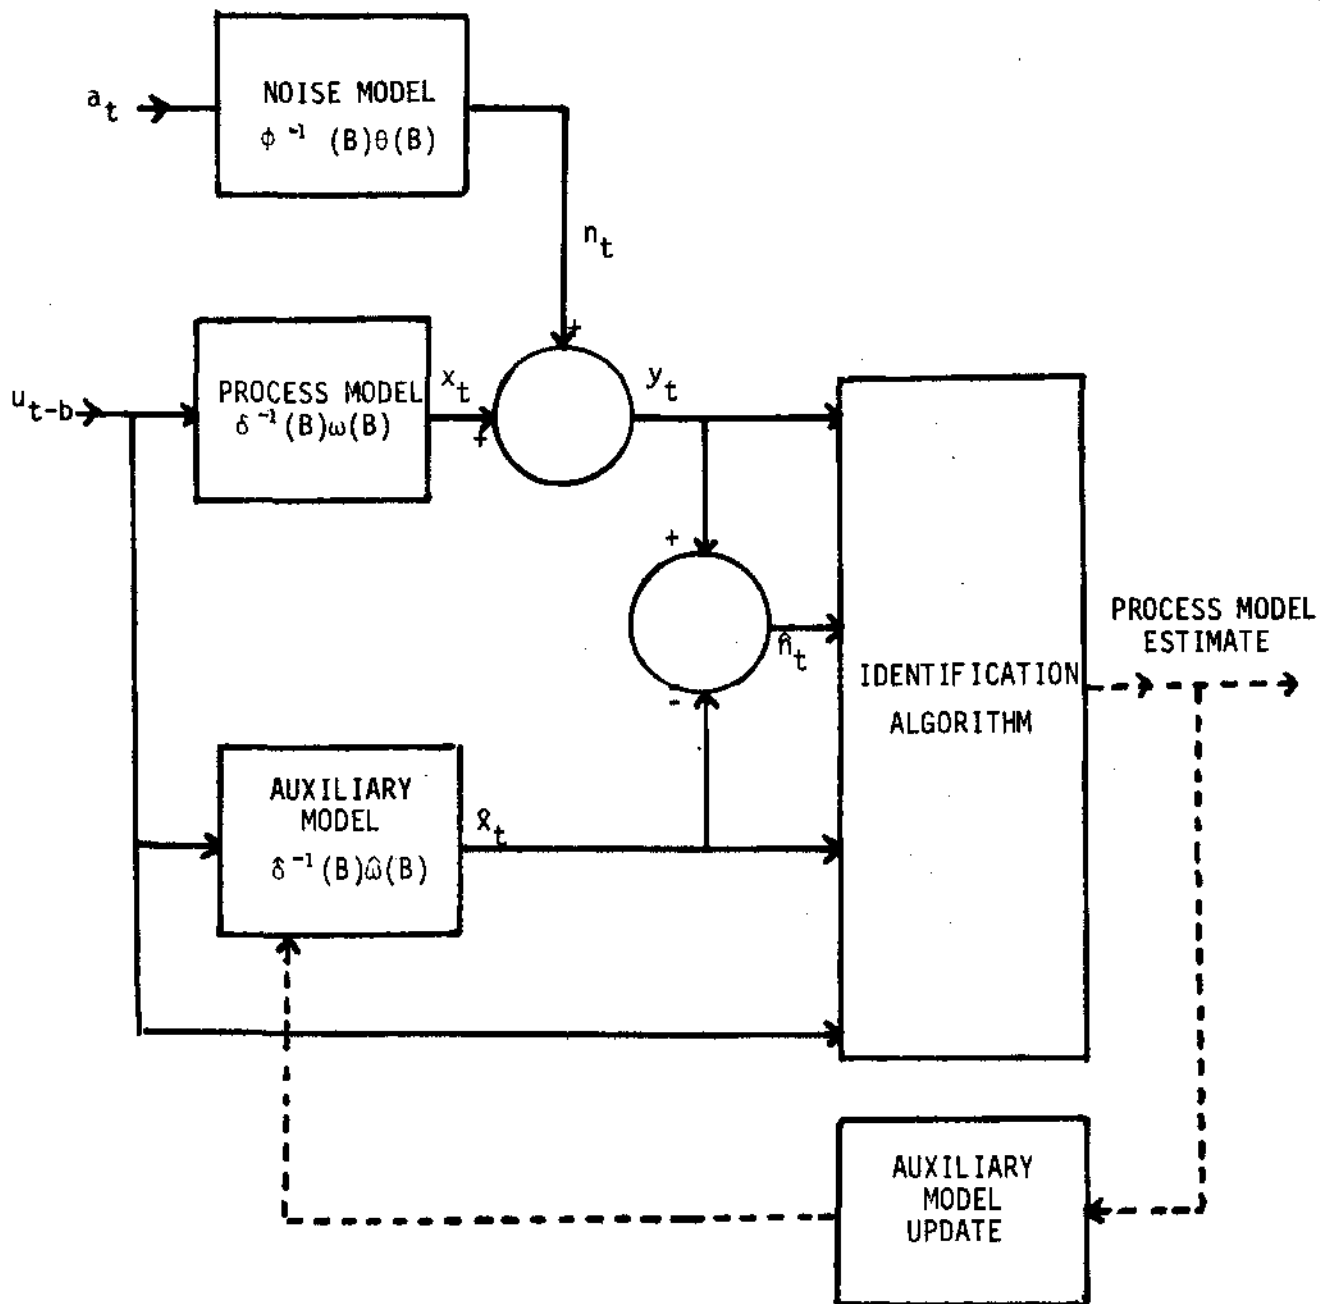 NOISE MODEL
ϕ⁻¹ (B)θ(B)
a_t
n_t
+
PROCESS MODEL
δ⁻¹(B)ω(B)
u_{t-b}
x_t
+
y_t
+
n̂_t
-
IDENTIFICATION
ALGORITHM
PROCESS MODEL
ESTIMATE
AUXILIARY
MODEL
δ̂⁻¹(B)ω̂(B)
x̂_t
AUXILIARY
MODEL
UPDATE